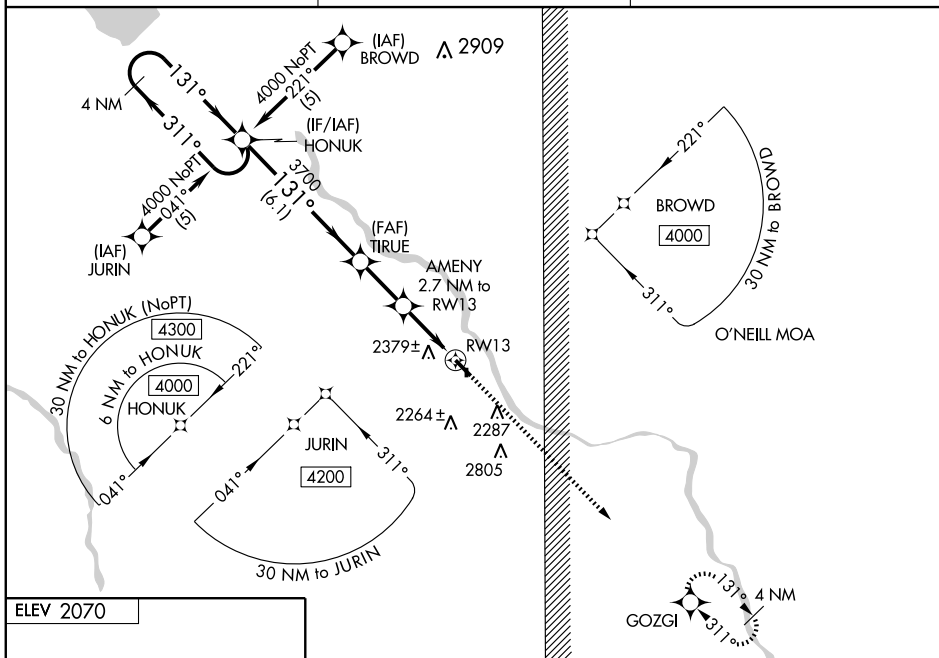 (IAF)
BROWD
2909
4000 NoPT
221°
(5)
131°
4 NM
311°
(IF/IAF)
HONUK
3700
131°
(6.1)
4000 NoPT
041°
(5)
(IAF)
JURIN
(FAF)
TIRUE
AMENY
2.7 NM to
RW13
RW13
2379±
2264±
2287
2805
30 NM to HONUK (NoPT)
4300
6 NM to HONUK
4000
HONUK
221°
041°
JURIN
4200
041°
311°
30 NM to JURIN
221°
BROWD
4000
30 NM to BROWD
311°
O'NEILL MOA
131°
4 NM
GOZGI
311°
ELEV 2070